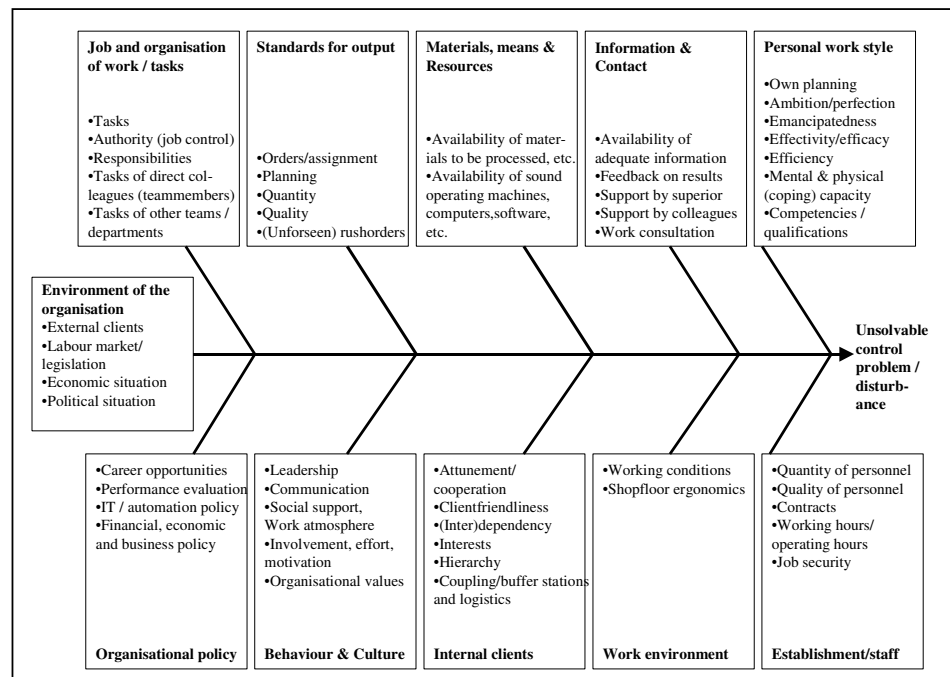 Job and organisation
of work / tasks
•Tasks
•Authority (job control)
•Responsibilities
•Tasks of direct col-
leagues (teammembers)
•Tasks of other teams /
departments
Standards for output
•Orders/assignment
•Planning
•Quantity
•Quality
•(Unforseen) rushorders
Materials, means &
Resources
•Availability of mate-
rials to be processed, etc.
•Availability of sound
operating machines,
computers,software,
etc.
Information &
Contact
•Availability of
adequate information
•Feedback on results
•Support by superior
•Support by colleagues
•Work consultation
Personal work style
•Own planning
•Ambition/perfection
•Emancipatedness
•Effectivity/efficacy
•Efficiency
•Mental & physical
(coping) capacity
•Competencies /
qualifications
Environment of the
organisation
•External clients
•Labour market/
legislation
•Economic situation
•Political situation
Unsolvable
control
problem /
disturb-
ance
•Career opportunities
•Performance evaluation
•IT / automation policy
•Financial, economic
and business policy
Organisational policy
•Leadership
•Communication
•Social support,
Work atmosphere
•Involvement, effort,
motivation
•Organisational values
Behaviour & Culture
•Attunement/
cooperation
•Clientfriendliness
•(Inter)dependency
•Interests
•Hierarchy
•Coupling/buffer stations
and logistics
Internal clients
•Working conditions
•Shopfloor ergonomics
Work environment
•Quantity of personnel
•Quality of personnel
•Contracts
•Working hours/
operating hours
•Job security
Establishment/staff